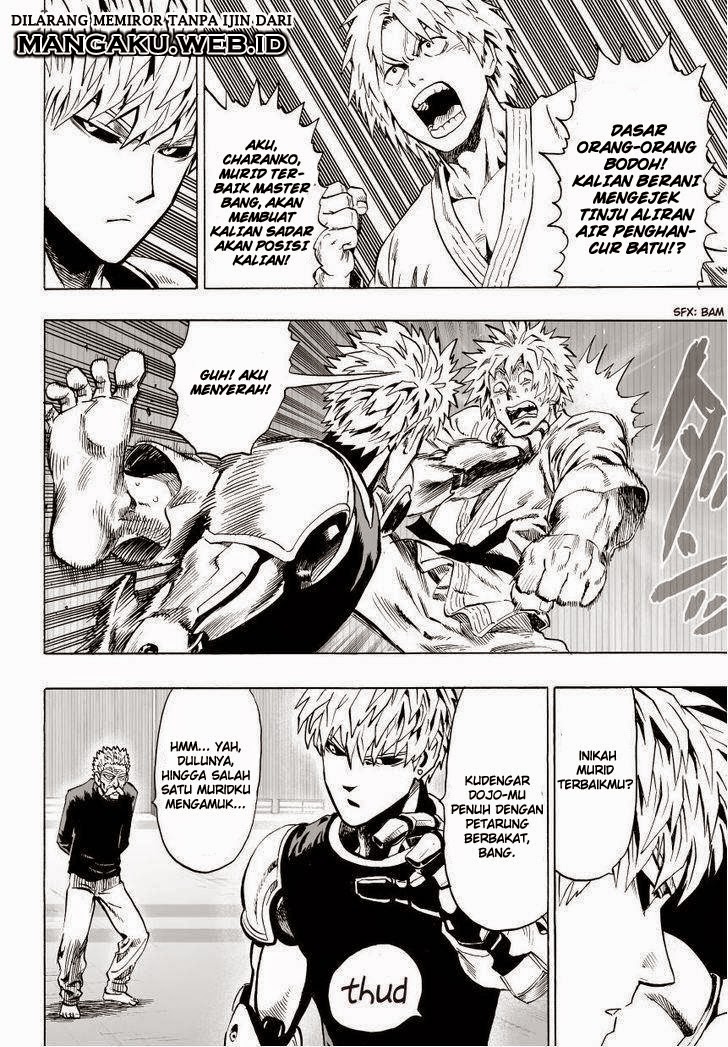 DILARANG MEMIROR TANPA IJIN DARI
MANGAKU.WEB.ID
DASAR
ORANG-ORANG
BODOH!
KALIAN BERANI
MENGEJEK
TINJU ALIRAN
AIR PENGHAN-
CUR BATU!?
AKU,
CHARANKO,
MURID TER-
BAIK MASTER
BANG, AKAN
MEMBUAT
KALIAN SADAR
AKAN POSISI
KALIAN!
SFX: BAM
GUH! AKU
MENYERAH!
ダンッ
INIKAH
MURID
TERBAIKMU?
KUDENGAR
DOJO-MU
PENUH DENGAN
PETARUNG
BERBAKAT,
BANG.
HMM... YAH,
DULUNYA,
HINGGA SALAH
SATU MURIDKU
MENGAMUK...
thud